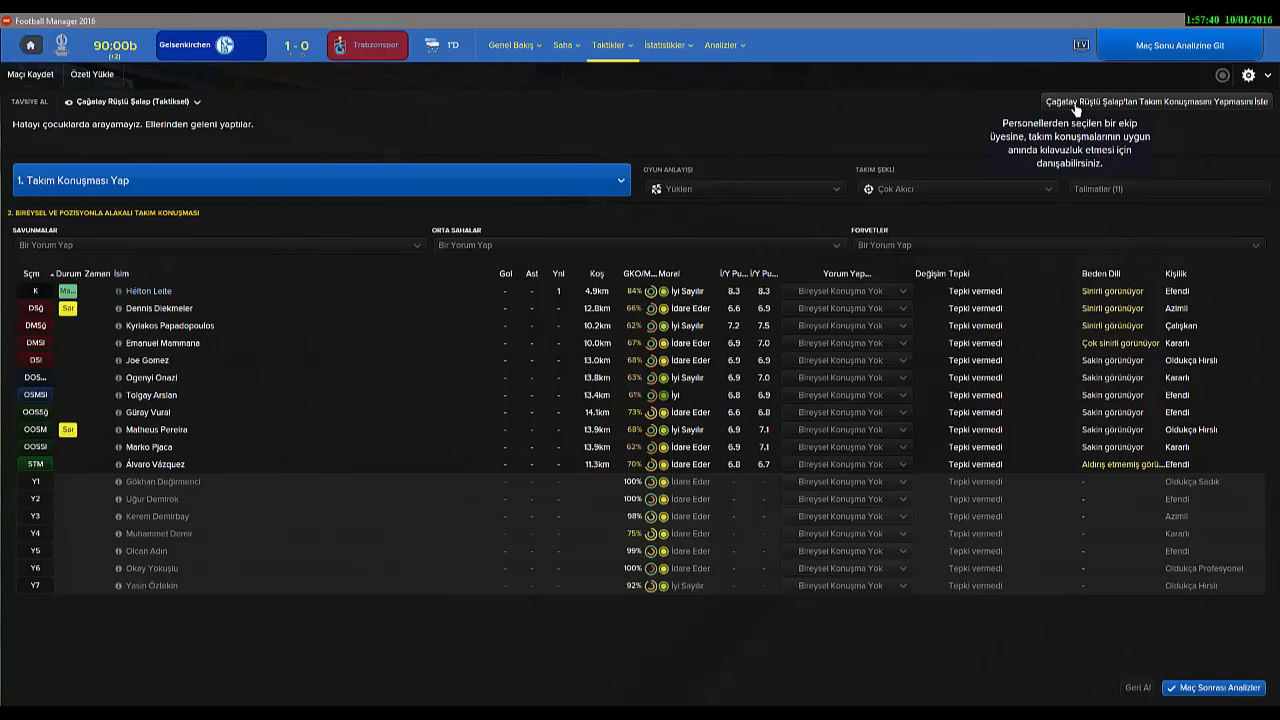 Football Manager 2016
1:57:40 10/01/2016
90:00b
(+2)
Gelsenkirchen
1 - 0
1 - 0
Trabzonspor
1°D
Genel Bakış
Saha
Taktikler
İstatistikler
Analizler
TV
Maç Sonu Analizine Git
Maçı Kaydet
Özeti Yükle
TAVSİYE AL
Çağatay Rüştü Şalap (Taktiksel)
Çağatay Rüştü Şalap'tan Takım Konuşmasını Yapmasını İste
Hatayı çocuklarda arayamayız. Ellerinden geleni yaptılar.
Personellerden seçilen bir ekip
üyesine, takım konuşmalarının uygun
anında kılavuzluk etmesi için
danışabilirsiniz.
1. Takım Konuşması Yap
OYUN ANLAYIŞI
Yüklen
TAKIM ŞEKLİ
Çok Akıcı
Talimatlar (11)
2. BİREYSEL VE POZİSYONLA ALAKALI TAKIM KONUŞMASI
SAVUNMALAR ORTA SAHALAR FORVETLER
Bir Yorum Yap Bir Yorum Yap Bir Yorum Yap
Sçm Durum Zaman İsim Gol Ast Ynl Koş GKO/M... Moral İ/Y Pu... İ/Y Pu... Yorum Yap... Değişim Tepki Beden Dili Kişilik
K Ma... Hélton Leite - - 1 4.9km 84% İyi Sayılır 8.3 8.3 Bireysel Konuşma Yok Tepki vermedi Sinirli görünüyor Efendi
DSğ Sar Dennis Diekmeier - - - 12.8km 66% İdare Eder 6.6 6.9 Bireysel Konuşma Yok Tepki vermedi Sinirli görünüyor Azimli
DMSğ Kyriakos Papadopoulos - - - 10.2km 62% İyi Sayılır 7.2 7.5 Bireysel Konuşma Yok Tepki vermedi Sinirli görünüyor Çalışkan
DMSl Emanuel Mammana - - - 10.0km 67% İdare Eder 6.9 7.0 Bireysel Konuşma Yok Tepki vermedi Çok sinirli görünüyor Kararlı
DSl Joe Gomez - - - 13.0km 68% İdare Eder 6.9 6.9 Bireysel Konuşma Yok Tepki vermedi Sakin görünüyor Oldukça Hırslı
DOS... Ogenyi Onazi - - - 13.8km 63% İyi Sayılır 6.9 7.0 Bireysel Konuşma Yok Tepki vermedi Sakin görünüyor Kararlı
OSMSl Tolgay Arslan - - - 13.4km 61% İyi 6.8 6.9 Bireysel Konuşma Yok Tepki vermedi Sakin görünüyor Efendi
OOSSğ Güray Vural - - - 14.1km 73% İdare Eder 6.6 6.8 Bireysel Konuşma Yok Tepki vermedi Sakin görünüyor Efendi
OOSM Sar Matheus Pereira - - - 13.9km 68% İyi Sayılır 6.9 7.1 Bireysel Konuşma Yok Tepki vermedi Sakin görünüyor Oldukça Hırslı
OOSSl Marko Pjaca - - - 13.9km 62% İdare Eder 6.9 7.1 Bireysel Konuşma Yok Tepki vermedi Sakin görünüyor Kararlı
STM Álvaro Vázquez - - - 11.3km 70% İdare Eder 6.8 6.7 Bireysel Konuşma Yok Tepki vermedi Aldırış etmemiş görü... Efendi
Y1 Gökhan Değirmenci 100% İdare Eder - - Bireysel Konuşma Yok Tepki vermedi - Oldukça Sadık
Y2 Uğur Demirok 100% İdare Eder - - Bireysel Konuşma Yok Tepki vermedi - Efendi
Y3 Kerem Demirbay 98% İdare Eder - - Bireysel Konuşma Yok Tepki vermedi - Azimli
Y4 Muhammet Demir 75% İdare Eder - - Bireysel Konuşma Yok Tepki vermedi - Kararlı
Y5 Olcan Adın 99% İdare Eder - - Bireysel Konuşma Yok Tepki vermedi - Efendi
Y6 Okay Yokuşlu 100% İdare Eder - - Bireysel Konuşma Yok Tepki vermedi - Oldukça Profesyonel
Y7 Yasin Öztekin 92% İyi Sayılır - - Bireysel Konuşma Yok Tepki vermedi - Oldukça Hırslı
Geri Al
Maç Sonrası Analizler